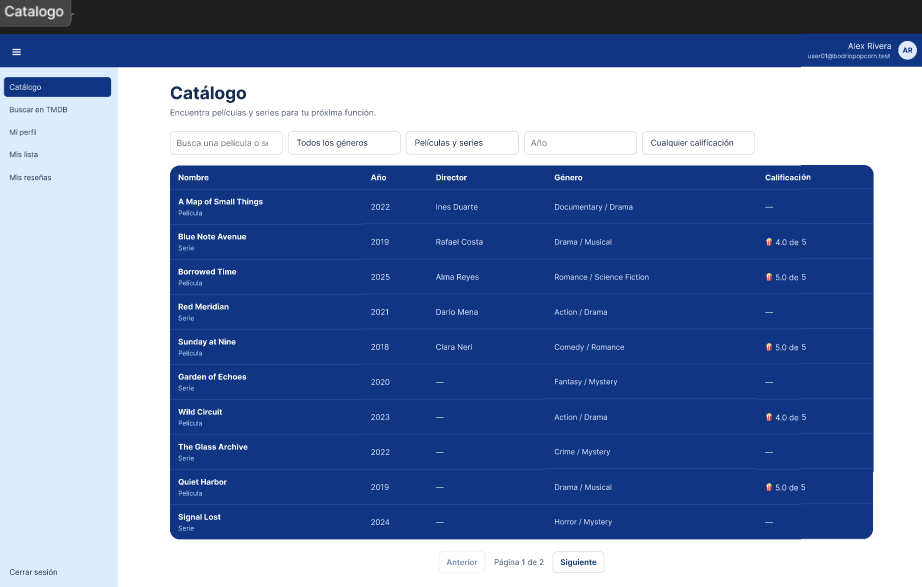 Catalogo
Alex Rivera
user01@bodriopopcorn.test
AR
Catálogo
Buscar en TMDB
Mi perfil
Mis lista
Mis reseñas
Cerrar sesión
Catálogo
Encuentra películas y series para tu próxima función.
Busca una película o se
Todos los géneros
Películas y series
Año
Cualquier calificación
Nombre Año Director Género Calificación
A Map of Small Things
Película
2022 Ines Duarte Documentary / Drama —
Blue Note Avenue
Serie
2019 Rafael Costa Drama / Musical 4.0 de 5
Borrowed Time
Película
2025 Alma Reyes Romance / Science Fiction 5.0 de 5
Red Meridian
Serie
2021 Dario Mena Action / Drama —
Sunday at Nine
Película
2018 Clara Neri Comedy / Romance 5.0 de 5
Garden of Echoes
Serie
2020 — Fantasy / Mystery —
Wild Circuit
Película
2023 — Action / Drama 4.0 de 5
The Glass Archive
Serie
2022 — Crime / Mystery —
Quiet Harbor
Película
2019 — Drama / Musical 5.0 de 5
Signal Lost
Serie
2024 — Horror / Mystery —
Anterior Página 1 de 2 Siguiente